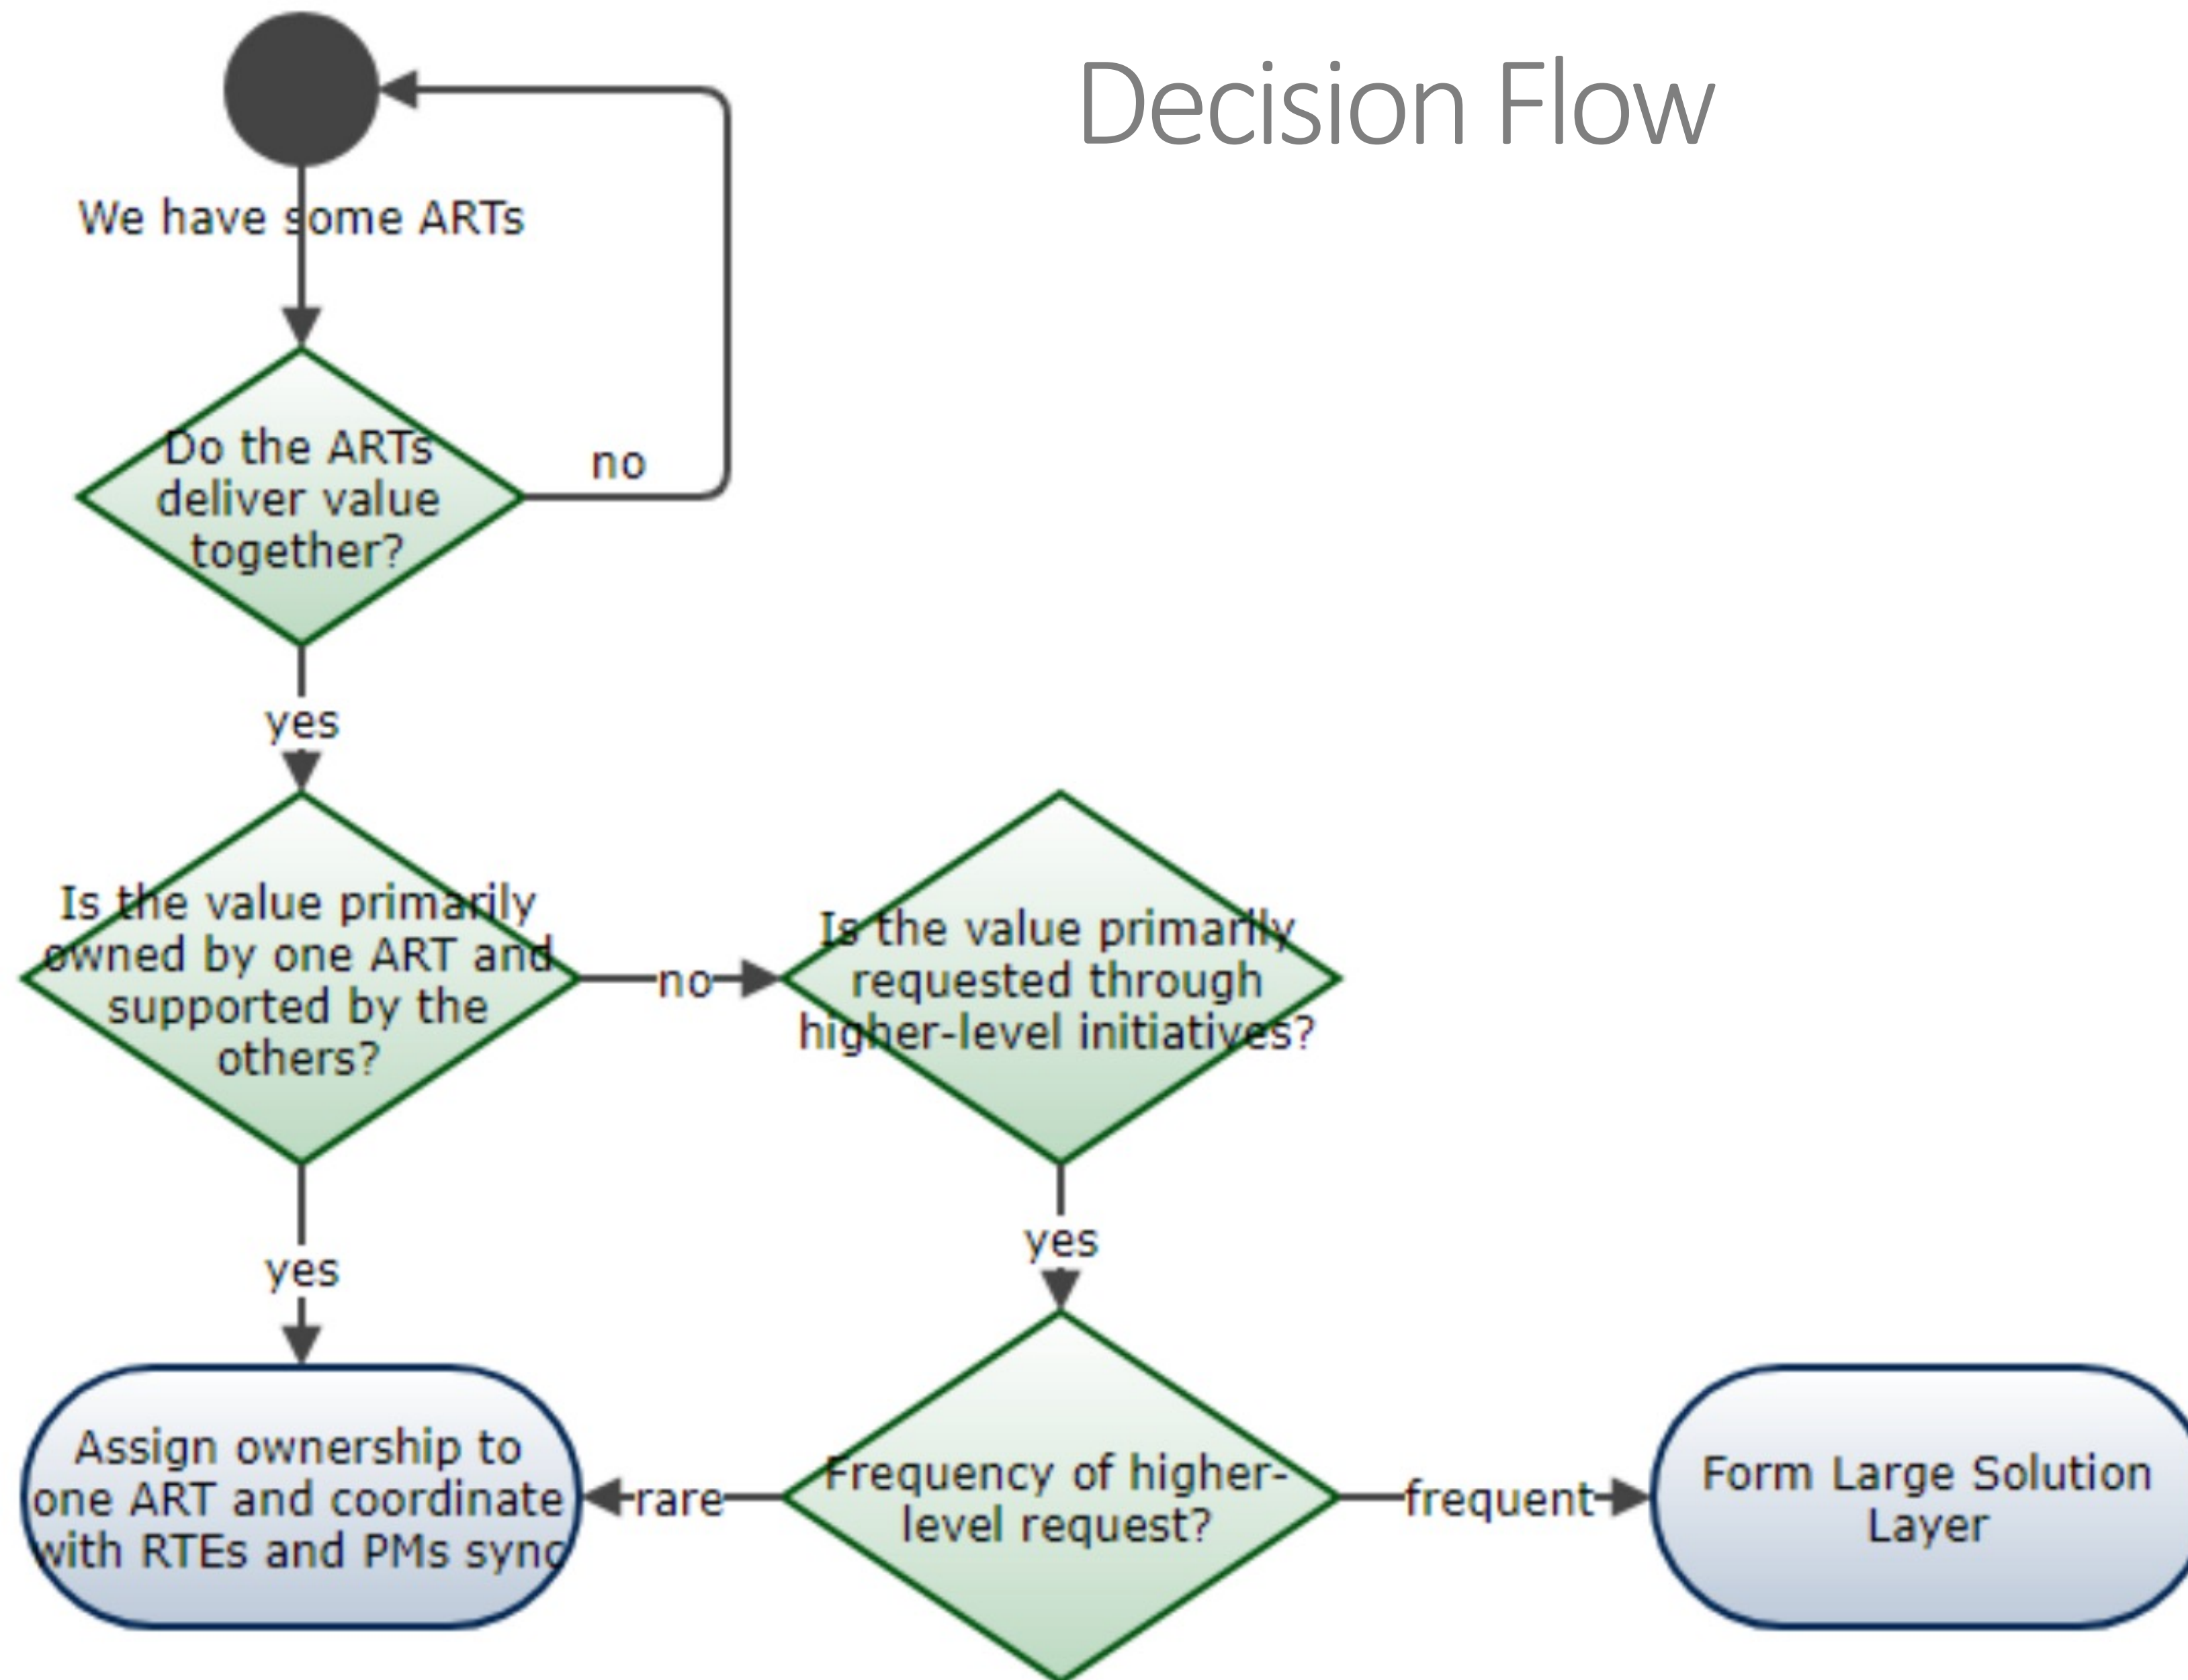 Decision Flow
We have some ARTs
Do the ARTs
deliver value
together?
no
yes
Is the value primarily
owned by one ART and
supported by the
others?
no
Is the value primarily
requested through
higher-level initiatives?
yes
yes
Assign ownership to
one ART and coordinate
with RTEs and PMs sync
rare
Frequency of higher-
level request?
frequent
Form Large Solution
Layer